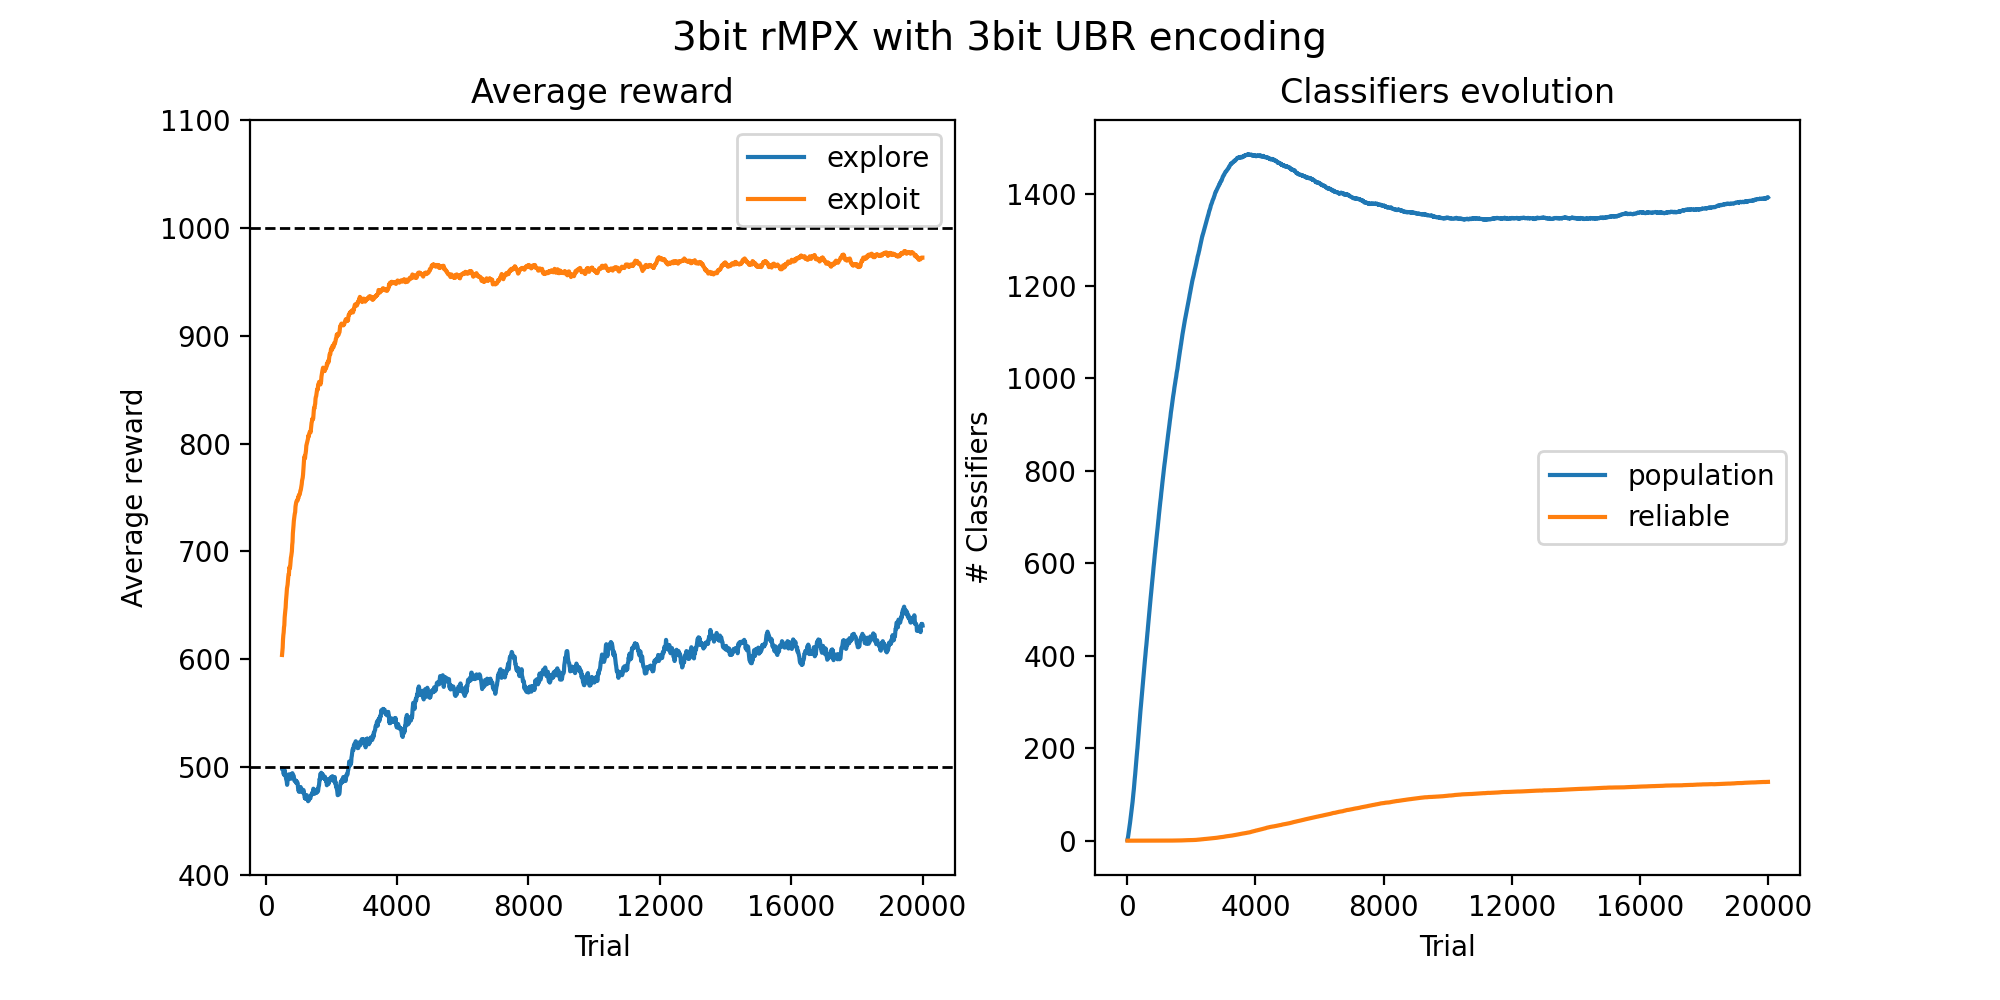 3bit rMPX with 3bit UBR encoding
Average reward
1100
1000
900
800
700
600
500
400
Average reward
explore
exploit
0 4000 8000 12000 16000 20000
Trial
Classifiers evolution
1400
1200
1000
800
600
400
200
0
# Classifiers
population
reliable
0 4000 8000 12000 16000 20000
Trial